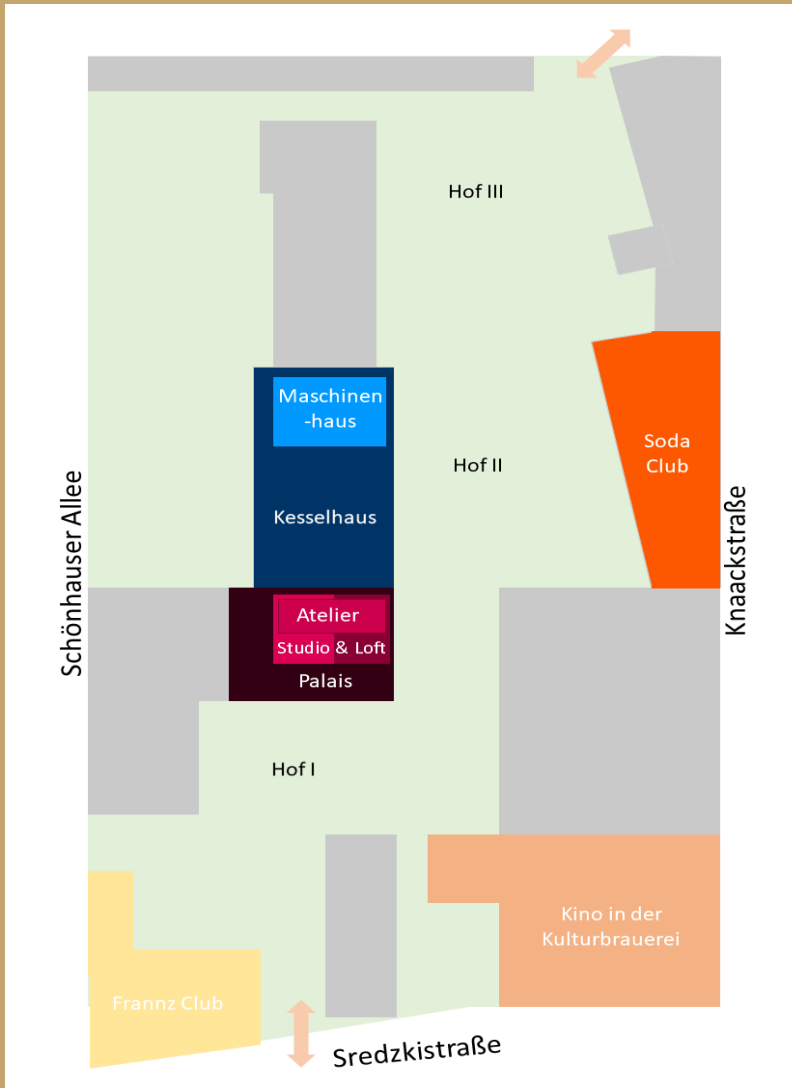 Hof III
Maschinen
-haus
Hof II
Soda
Club
Kesselhaus
Schönhauser Allee
Knaackstraße
Atelier
Studio & Loft
Palais
Hof I
Kino in der
Kulturbrauerei
Frannz Club
Sredzkistraße